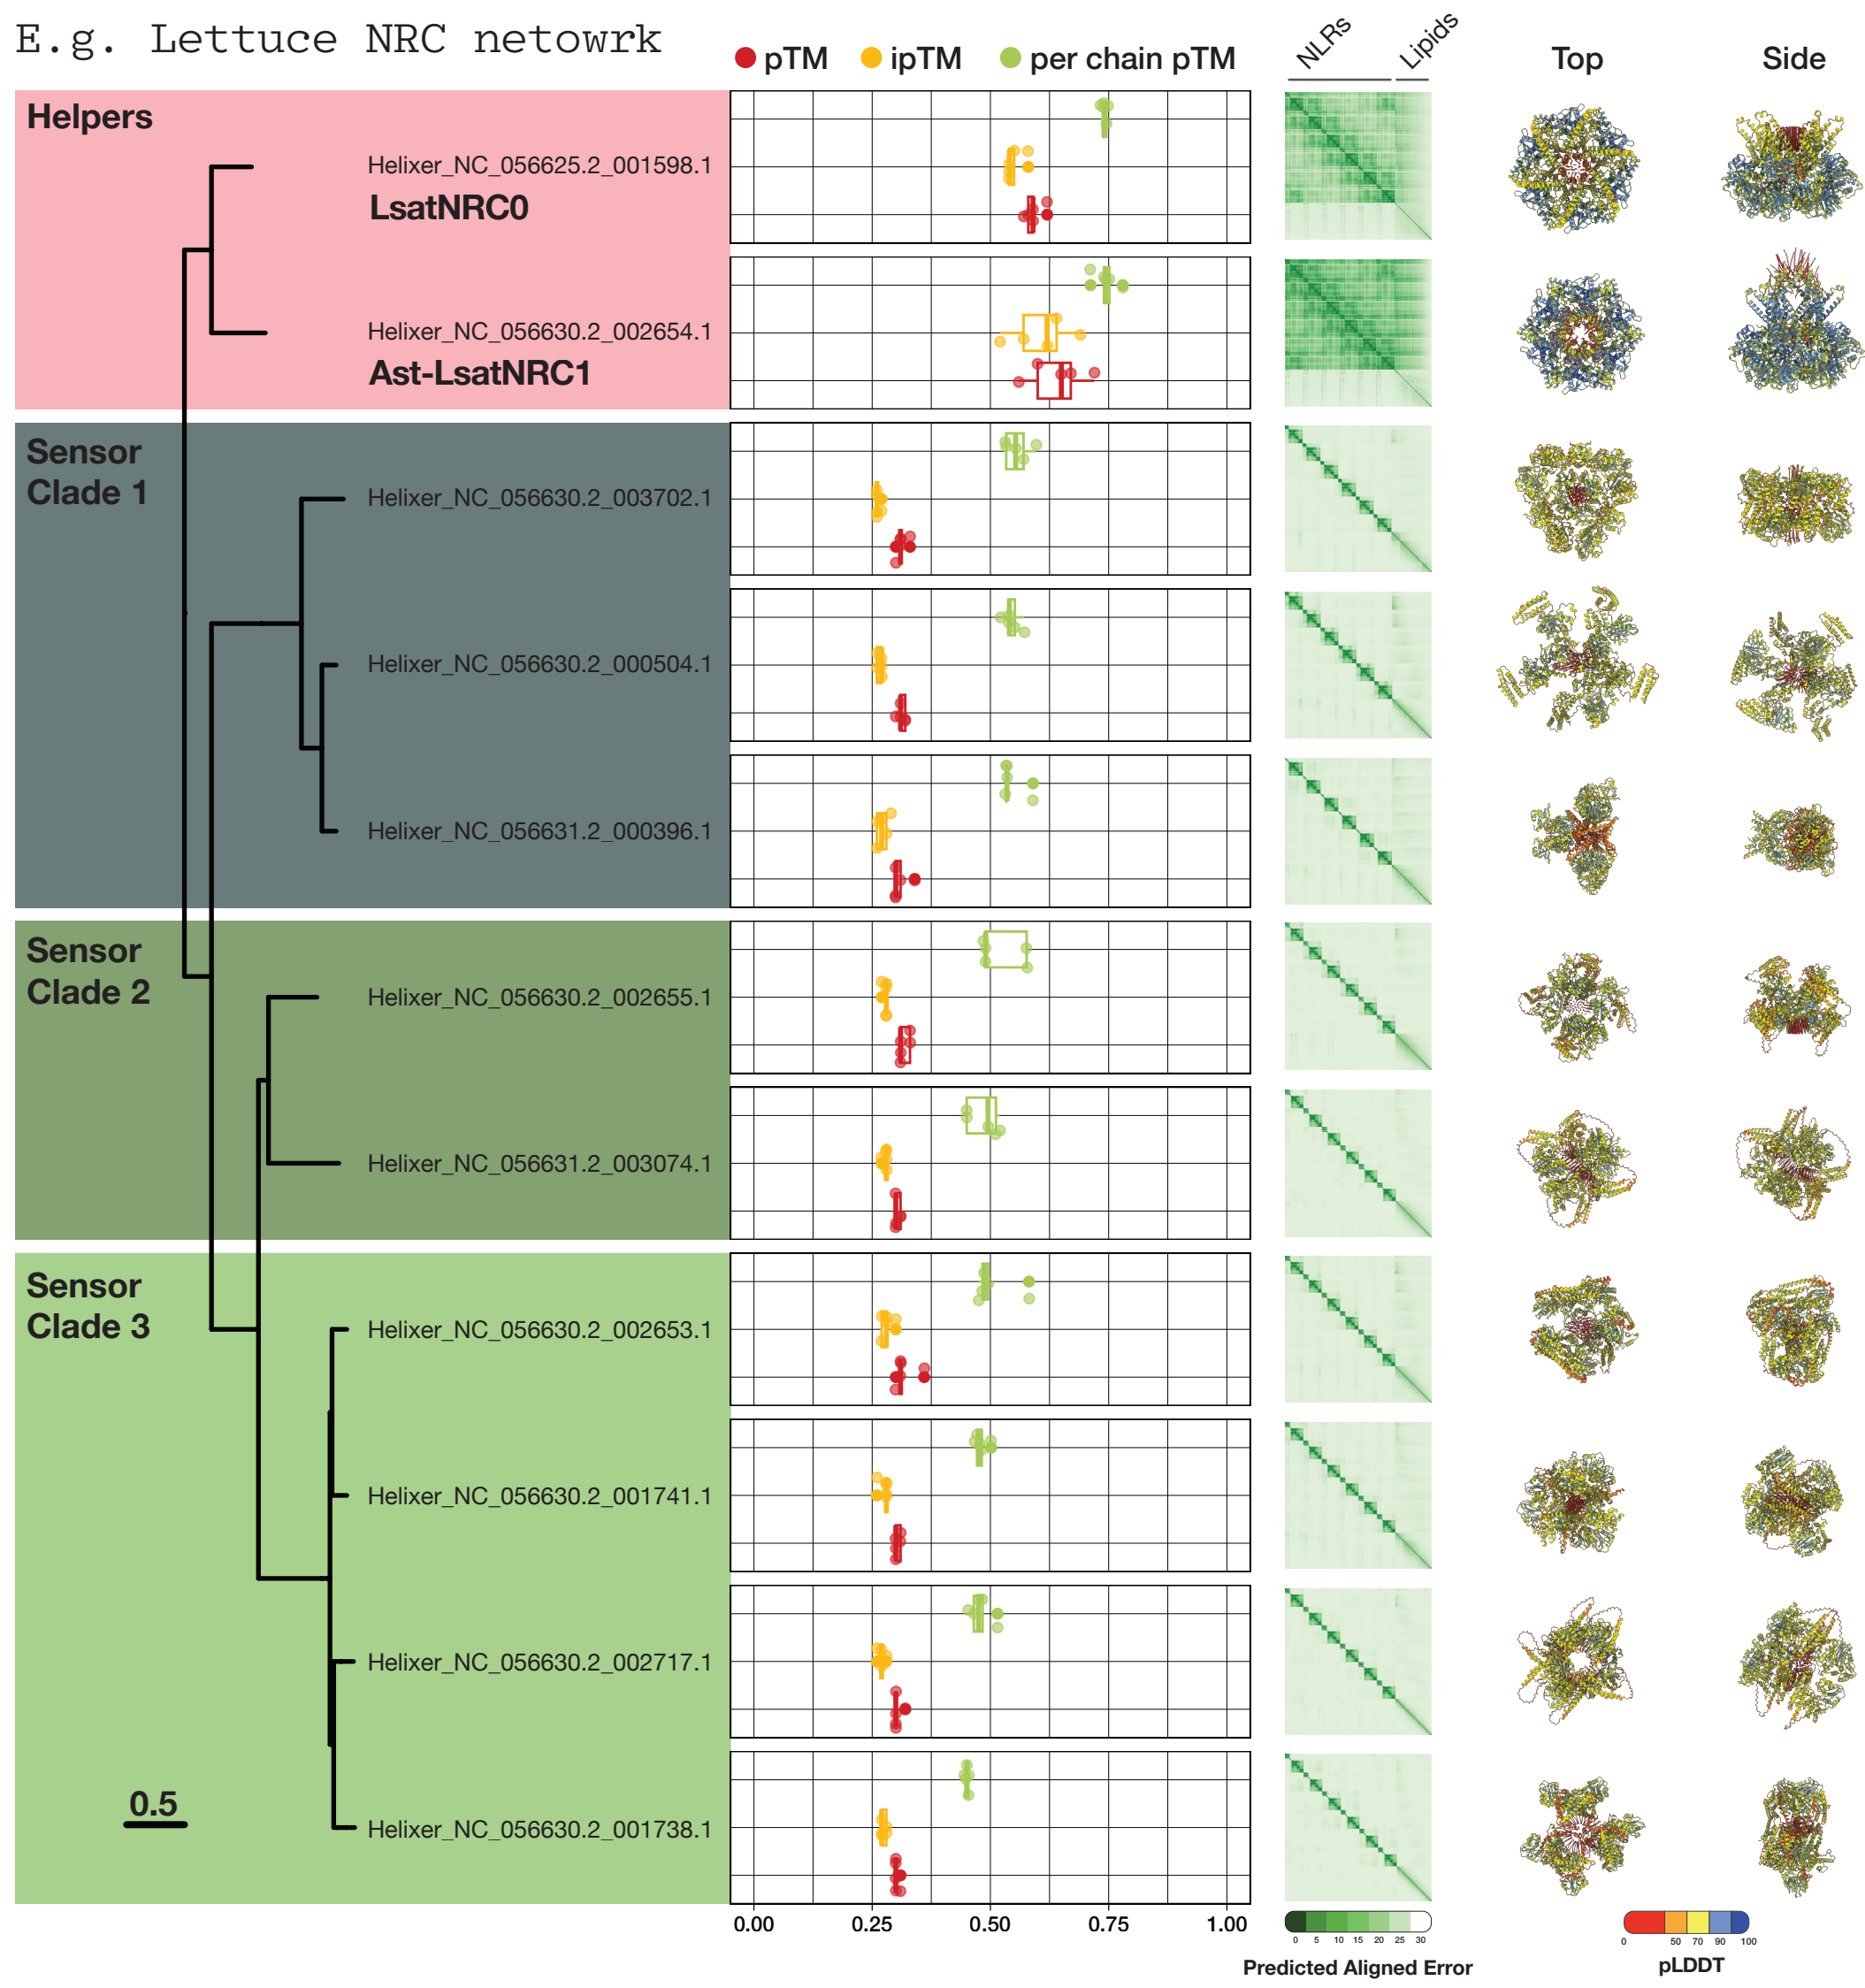 E.g. Lettuce NRC netowrk
pTM ipTM per chain pTM
NLRs Lipids
Top Side
Helpers
Helixer_NC_056625.2_001598.1
LsatNRC0
Helixer_NC_056630.2_002654.1
Ast-LsatNRC1
Sensor
Clade 1
Helixer_NC_056630.2_003702.1
Helixer_NC_056630.2_000504.1
Helixer_NC_056631.2_000396.1
Sensor
Clade 2
Helixer_NC_056630.2_002655.1
Helixer_NC_056631.2_003074.1
Sensor
Clade 3
Helixer_NC_056630.2_002653.1
Helixer_NC_056630.2_001741.1
Helixer_NC_056630.2_002717.1
0.5
Helixer_NC_056630.2_001738.1
0.00 0.25 0.50 0.75 1.00
0 5 10 15 20 25 30
Predicted Aligned Error
0 50 70 90 100
pLDDT